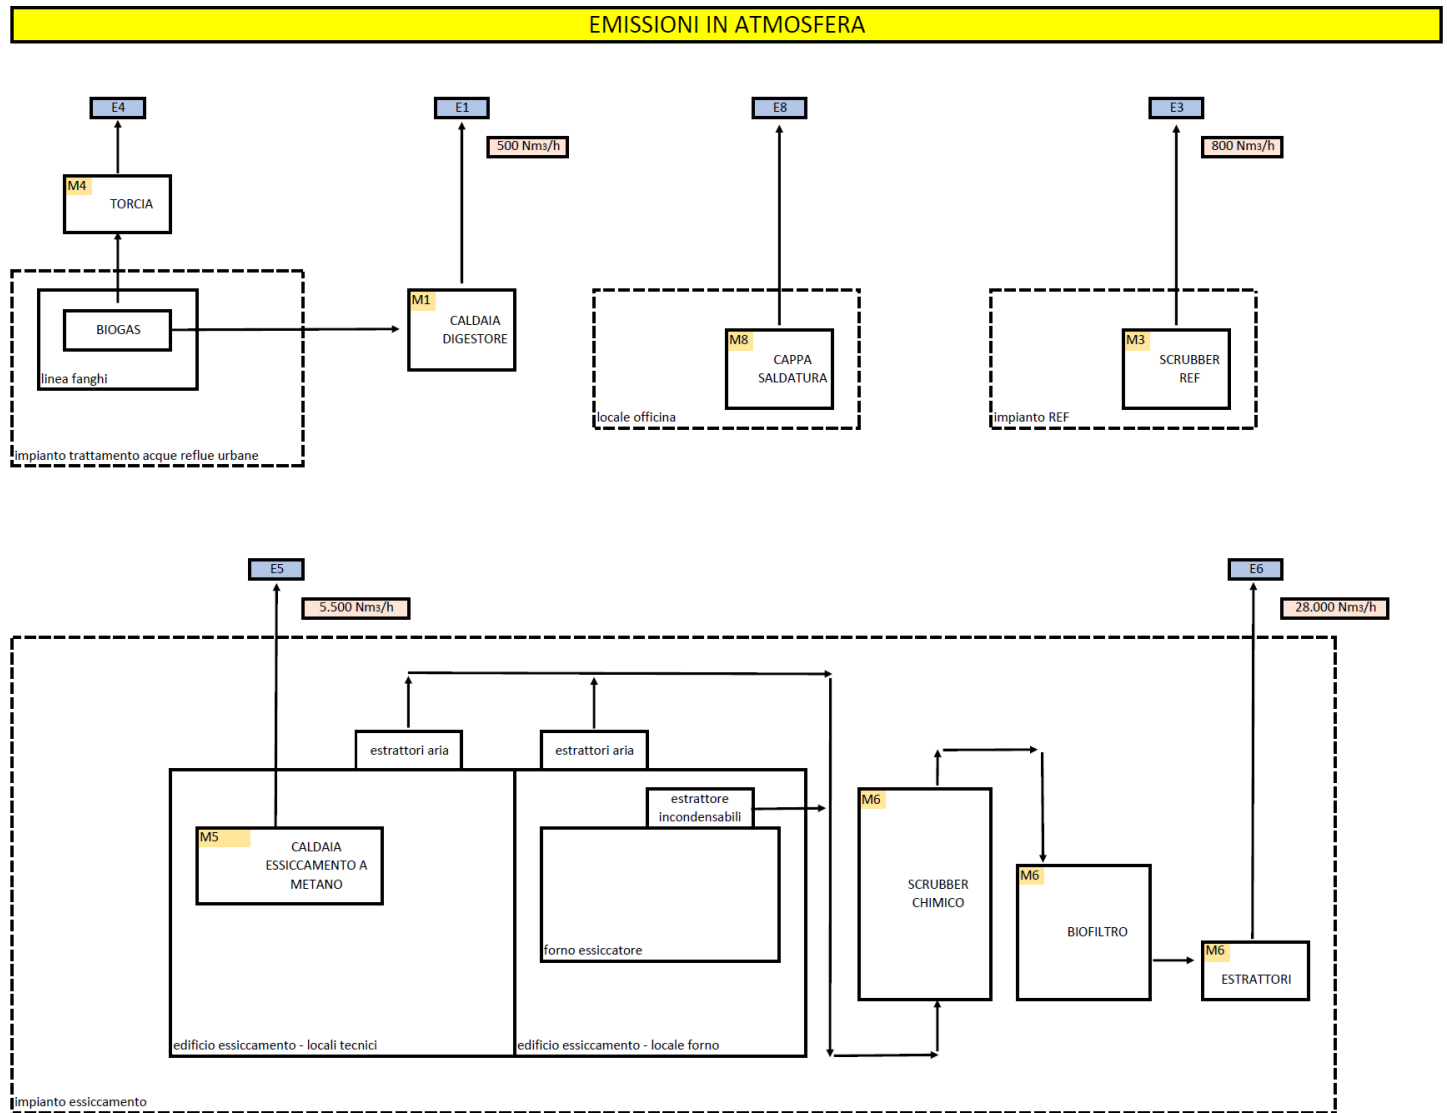 EMISSIONI IN ATMOSFERA
E4
E1
E8
E3
500 Nm3/h
800 Nm3/h
M4
TORCIA
M1
CALDAIA
DIGESTORE
BIOGAS
linea fanghi
impianto trattamento acque reflue urbane
M8
CAPPA
SALDATURA
locale officina
M3
SCRUBBER
REF
impianto REF
E5
E6
5.500 Nm3/h
28.000 Nm3/h
estrattori aria
estrattori aria
estrattore
incondensabili
M5
CALDAIA
ESSICCAMENTO A
METANO
forno essiccatore
edificio essiccamento - locali tecnici
edificio essiccamento - locale forno
M6
SCRUBBER
CHIMICO
M6
BIOFILTRO
M6
ESTRATTORI
impianto essiccamento